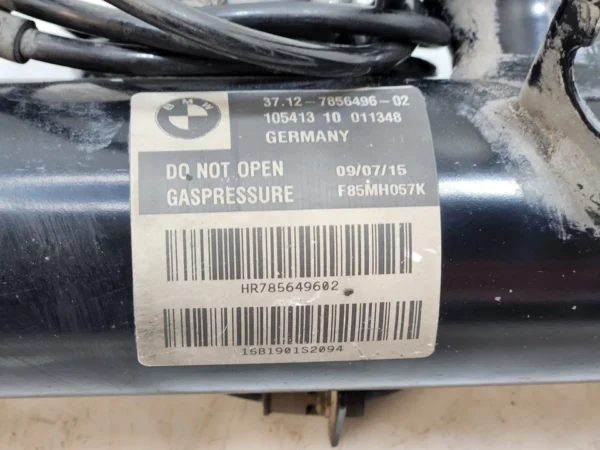 BMW
37.12-7856496-02
105413 10 011348
GERMANY
DO NOT OPEN 09/07/15
GASPRESSURE F85MH057K
HR785649602
16B1901S2094